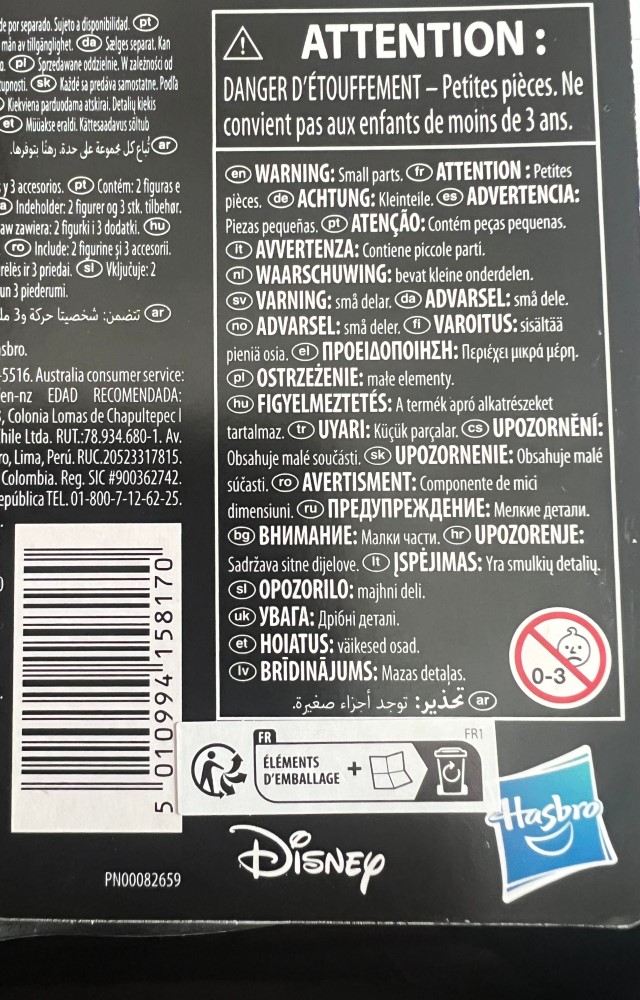 de por separado. Sujeto a disponibilidad. pt
mån av tillgänglighet. da Sælges separat. Kan
pl Sprzedawane oddzielnie. W zależności od
sk Každé sa predáva samostatne. Podľa
Kiekviena parduodama atskirai. Detalių kiekis
et Müüakse eraldi. Kättesaadavus sõltub
ar تُباع كل مجموعة على حدة. رهنًا بتوفرها.
y 3 accesorios. pt Contém: 2 figuras e
Indeholder: 2 figurer og 3 stk. tilbehør.
aw zawiera: 2 figurki i 3 dodatki. hu
ro Include: 2 figurine și 3 accesorii.
ir 3 priedai. sl Vključuje: 2
un 3 piederumi.
ar تتضمن: شخصيتا حركة و3
sbro.
-5516. Australia consumer service:
en-nz EDAD RECOMENDADA:
, Colonia Lomas de Chapultepec I
hile Ltda. RUT.:78.934.680-1. Av.
ro, Lima, Perú. RUC.20523317815.
Colombia. Reg. SIC #900362742.
epública TEL. 01-800-7-12-62-25.
ATTENTION :
DANGER D'ÉTOUFFEMENT – Petites pièces. Ne
convient pas aux enfants de moins de 3 ans.
en WARNING: Small parts. fr ATTENTION : Petites
pièces. de ACHTUNG: Kleinteile. es ADVERTENCIA:
Piezas pequeñas. pt ATENÇÃO: Contém peças pequenas.
it AVVERTENZA: Contiene piccole parti.
nl WAARSCHUWING: bevat kleine onderdelen.
sv VARNING: små delar. da ADVARSEL: små dele.
no ADVARSEL: små deler. fi VAROITUS: sisältää
pieniä osia. el ΠΡΟΕΙΔΟΠΟΙΗΣΗ: Περιέχει μικρά μέρη.
pl OSTRZEŻENIE: małe elementy.
hu FIGYELMEZTETÉS: A termék apró alkatrészeket
tartalmaz. tr UYARI: Küçük parçalar. cs UPOZORNĚNÍ:
Obsahuje malé součásti. sk UPOZORNENIE: Obsahuje malé
súčasti. ro AVERTISMENT: Componente de mici
dimensiuni. ru ПРЕДУПРЕЖДЕНИЕ: Мелкие детали.
bg ВНИМАНИЕ: Малки части. hr UPOZORENJE:
Sadržava sitne dijelove. lt ĮSPĖJIMAS: Yra smulkių detalių.
sl OPOZORILO: majhni deli.
uk УВАГА: Дрібні деталі.
et HOIATUS: väikesed osad.
lv BRĪDINĀJUMS: Mazas detaļas.
ar تحذير: توجد أجزاء صغيرة.
0-3
5 010994 158170
FR
FR1
ÉLÉMENTS
D'EMBALLAGE +
PN00082659
Disney
Hasbro